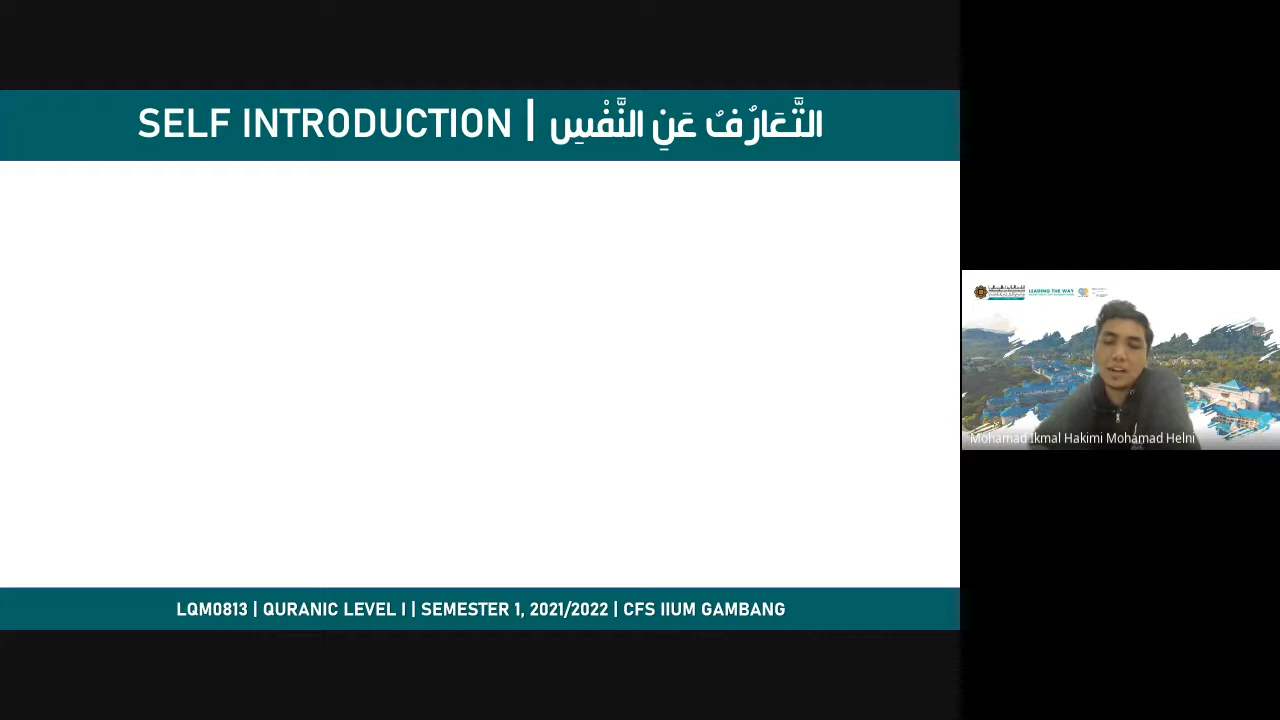 SELF INTRODUCTION | التَّعَارُفُ عَنِ النَّفْسِ
LEADING THE WAY
Mohamad Ikmal Hakimi Mohamad Helni
LQM0813 | QURANIC LEVEL I | SEMESTER 1, 2021/2022 | CFS IIUM GAMBANG